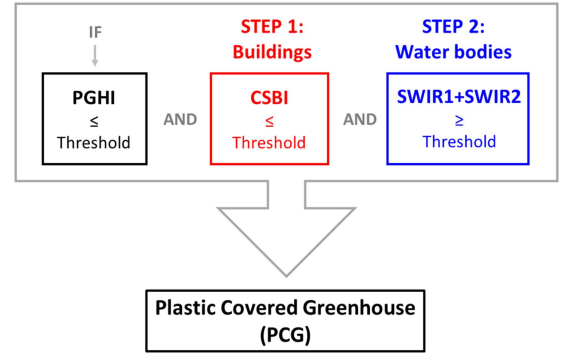 IF
STEP 1:
Buildings
STEP 2:
Water bodies
PGHI
≤
Threshold
AND
CSBI
≤
Threshold
AND
SWIR1+SWIR2
≥
Threshold
Plastic Covered Greenhouse
(PCG)